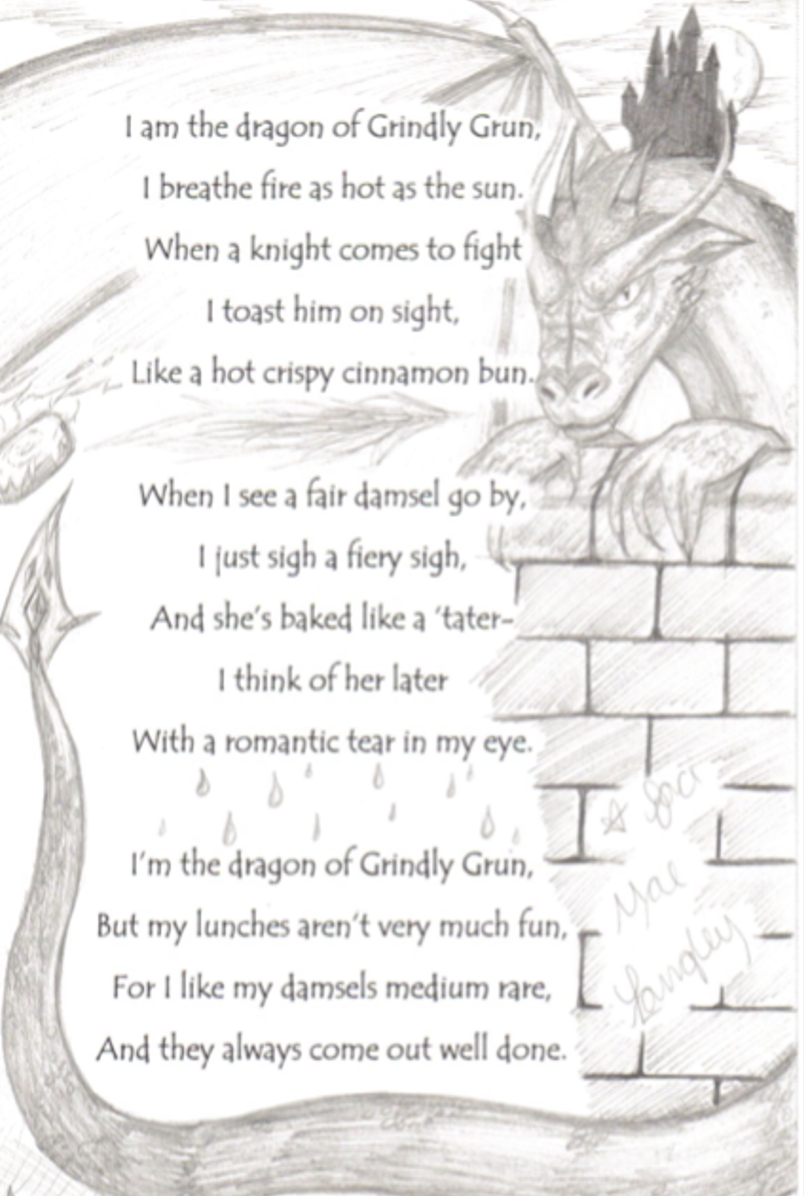 I am the dragon of Grindly Grun,
I breathe fire as hot as the sun.
When a knight comes to fight
I toast him on sight,
Like a hot crispy cinnamon bun.
When I see a fair damsel go by,
I just sigh a fiery sigh,
And she's baked like a 'tater–
I think of her later
With a romantic tear in my eye.
I'm the dragon of Grindly Grun,
But my lunches aren't very much fun,
For I like my damsels medium rare,
And they always come out well done.
Mae
Langley